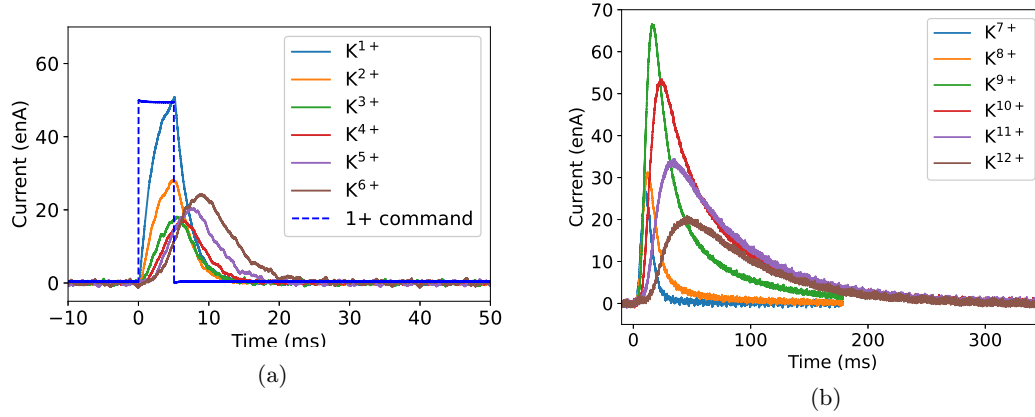 60
40
20
0
Current (enA)
−10 0 10 20 30 40 50
Time (ms)
K1+
K2+
K3+
K4+
K5+
K6+
1+ command
(a)
70
60
50
40
30
20
10
0
Current (enA)
0 100 200 300
Time (ms)
K7+
K8+
K9+
K10+
K11+
K12+
(b)